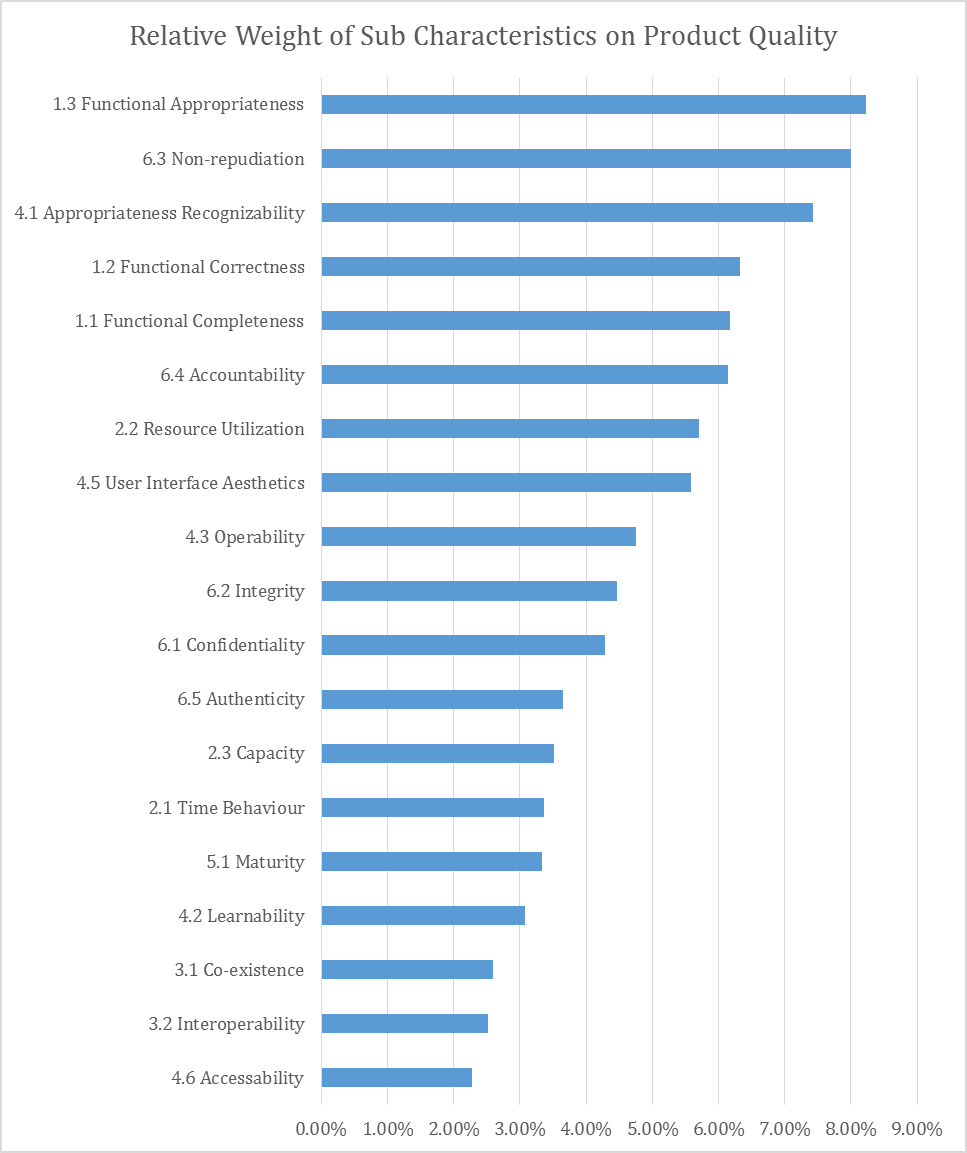 Relative Weight of Sub Characteristics on Product Quality
1.3 Functional Appropriateness
6.3 Non-repudiation
4.1 Appropriateness Recognizability
1.2 Functional Correctness
1.1 Functional Completeness
6.4 Accountability
2.2 Resource Utilization
4.5 User Interface Aesthetics
4.3 Operability
6.2 Integrity
6.1 Confidentiality
6.5 Authenticity
2.3 Capacity
2.1 Time Behaviour
5.1 Maturity
4.2 Learnability
3.1 Co-existence
3.2 Interoperability
4.6 Accessability
0.00% 1.00% 2.00% 3.00% 4.00% 5.00% 6.00% 7.00% 8.00% 9.00%